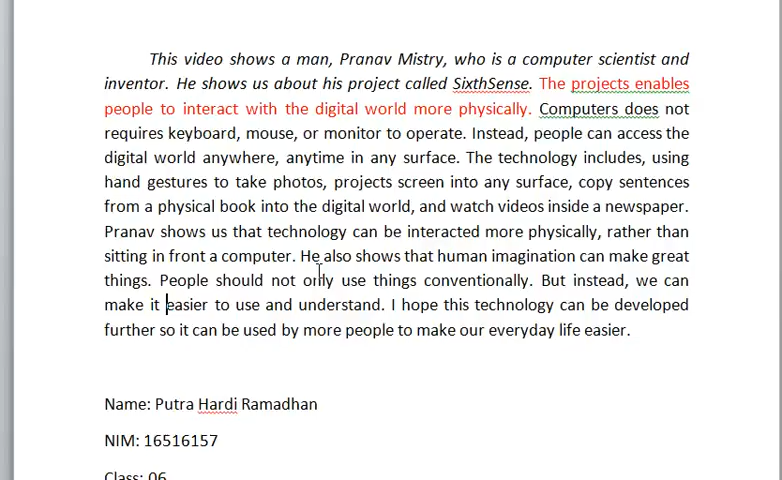 This video shows a man, Pranav Mistry, who is a computer scientist and
inventor. He shows us about his project called SixthSense. The projects enables
people to interact with the digital world more physically. Computers does not
requires keyboard, mouse, or monitor to operate. Instead, people can access the
digital world anywhere, anytime in any surface. The technology includes, using
hand gestures to take photos, projects screen into any surface, copy sentences
from a physical book into the digital world, and watch videos inside a newspaper.
Pranav shows us that technology can be interacted more physically, rather than
sitting in front a computer. He also shows that human imagination can make great
things. People should not only use things conventionally. But instead, we can
make it easier to use and understand. I hope this technology can be developed
further so it can be used by more people to make our everyday life easier.
Name: Putra Hardi Ramadhan
NIM: 16516157
Class: 06